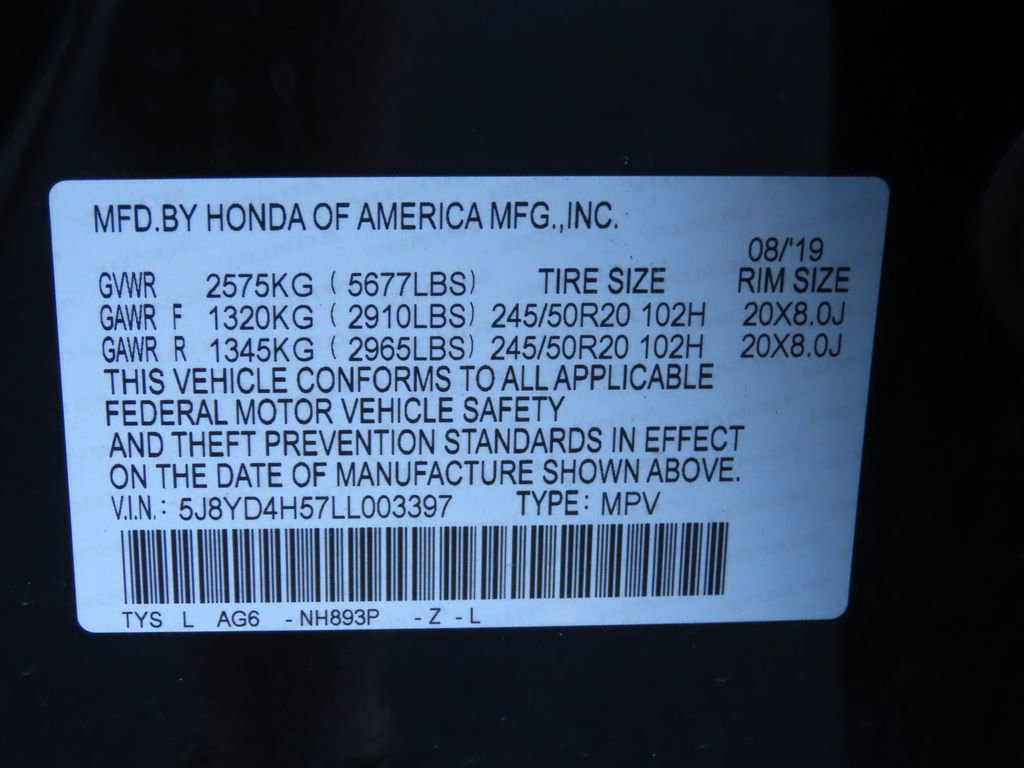 MFD.BY HONDA OF AMERICA MFG.,INC.
08/'19
GVWR 2575KG ( 5677LBS) TIRE SIZE RIM SIZE
GAWR F 1320KG ( 2910LBS) 245/50R20 102H 20X8.0J
GAWR R 1345KG ( 2965LBS) 245/50R20 102H 20X8.0J
THIS VEHICLE CONFORMS TO ALL APPLICABLE
FEDERAL MOTOR VEHICLE SAFETY
AND THEFT PREVENTION STANDARDS IN EFFECT
ON THE DATE OF MANUFACTURE SHOWN ABOVE.
V.I.N.: 5J8YD4H57LL003397 TYPE: MPV
TYS L AG6 -NH893P -Z -L